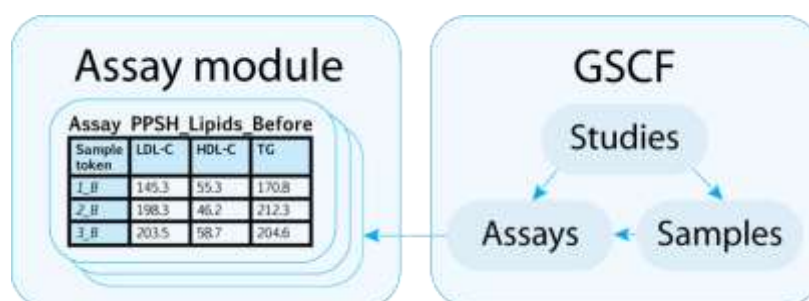 Assay module
Assay PPSH_Lipids_Before
Sample token LDL-C HDL-C TG
1_B 145.3 55.3 170.8
2_B 198.3 46.2 212.3
3_B 203.5 58.7 204.6
GSCF
Studies
Assays
Samples